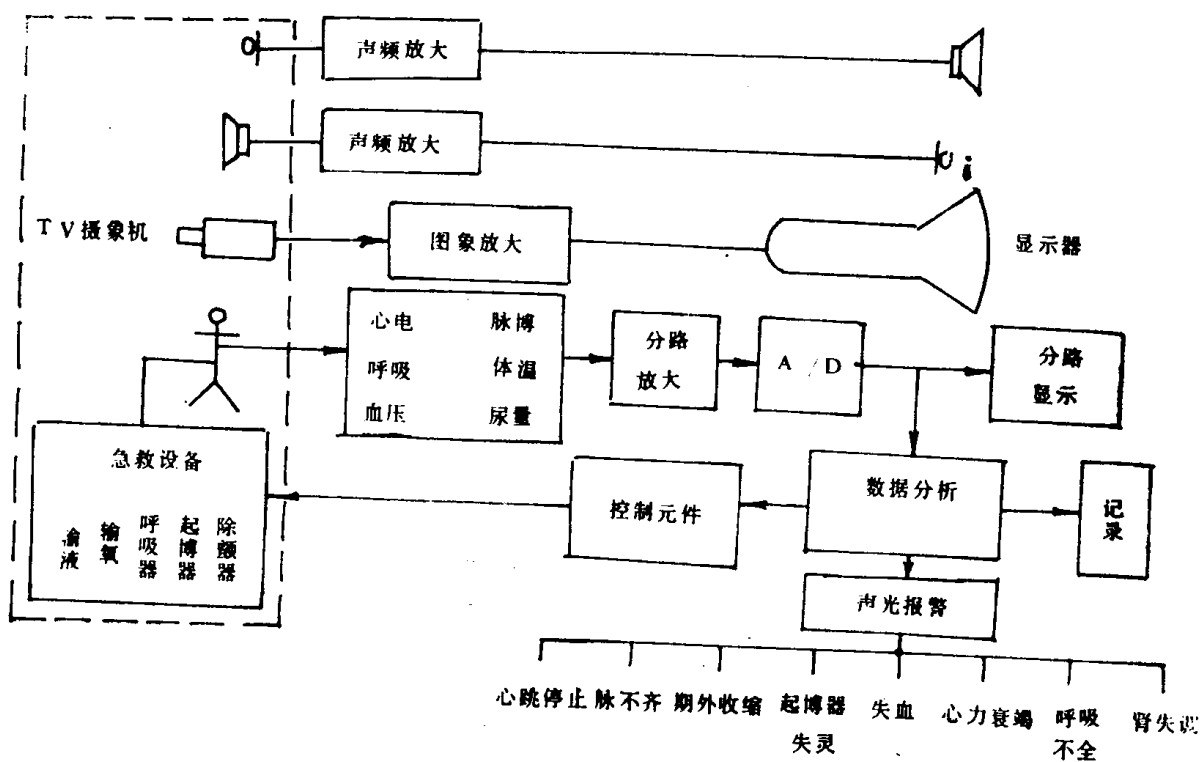 声频放大
声频放大
TV摄象机
图象放大
显示器
心电 脉博
呼吸 体温
血压 尿量
分路
放大
A/D
分路
显示
急救设备
输液
输氧
呼吸器
起博器
除颤器
控制元件
数据分析
记录
声光报警
心跳停止
脉不齐
期外收缩
起博器
失灵
失血
心力衰竭
呼吸
不全
肾失调